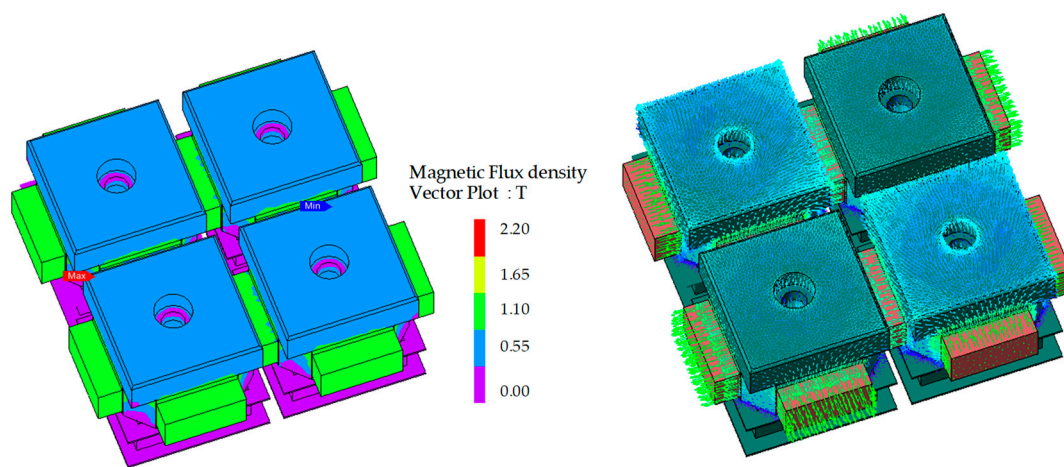 Magnetic Flux density
Vector Plot : T
Min
Max
2.20
1.65
1.10
0.55
0.00